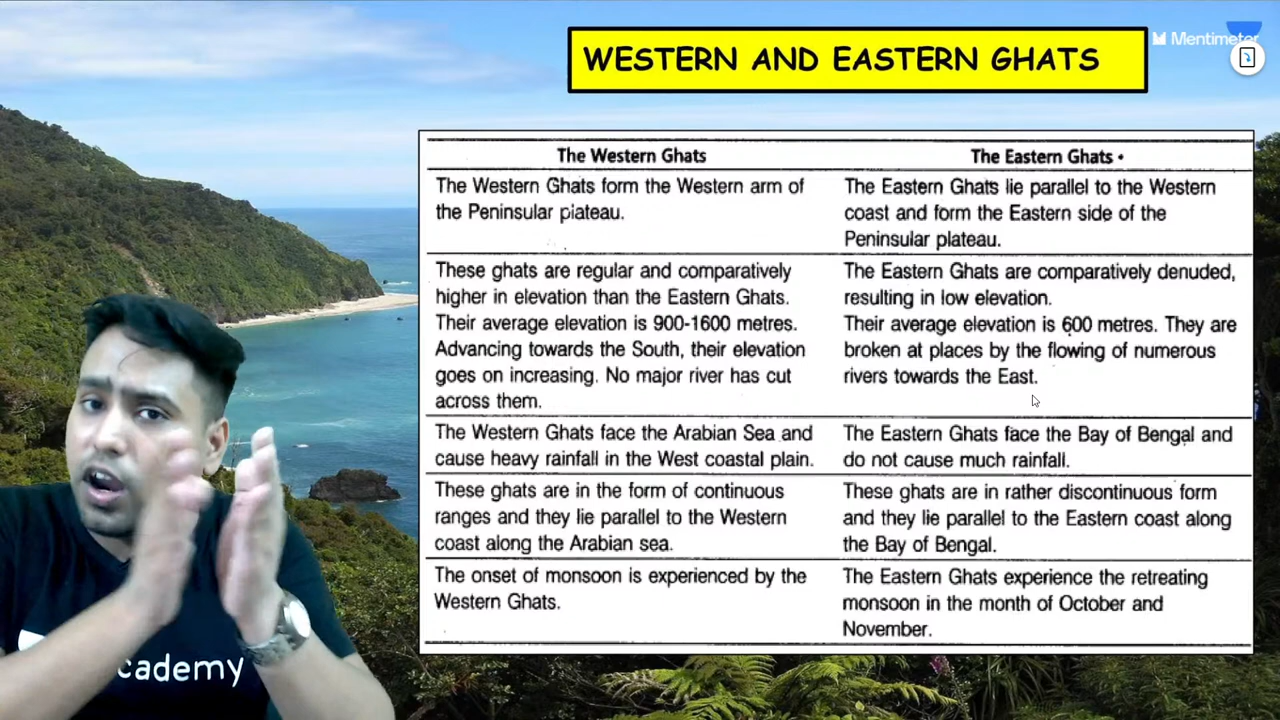 Mentimeter
WESTERN AND EASTERN GHATS
The Western Ghats
The Eastern Ghats
The Western Ghats form the Western arm of
the Peninsular plateau.
The Eastern Ghats lie parallel to the Western
coast and form the Eastern side of the
Peninsular plateau.
These ghats are regular and comparatively
higher in elevation than the Eastern Ghats.
Their average elevation is 900-1600 metres.
Advancing towards the South, their elevation
goes on increasing. No major river has cut
across them.
The Eastern Ghats are comparatively denuded,
resulting in low elevation.
Their average elevation is 600 metres. They are
broken at places by the flowing of numerous
rivers towards the East.
The Western Ghats face the Arabian Sea and
cause heavy rainfall in the West coastal plain.
The Eastern Ghats face the Bay of Bengal and
do not cause much rainfall.
These ghats are in the form of continuous
ranges and they lie parallel to the Western
coast along the Arabian sea.
These ghats are in rather discontinuous form
and they lie parallel to the Eastern coast along
the Bay of Bengal.
The onset of monsoon is experienced by the
Western Ghats.
The Eastern Ghats experience the retreating
monsoon in the month of October and
November.
cademy